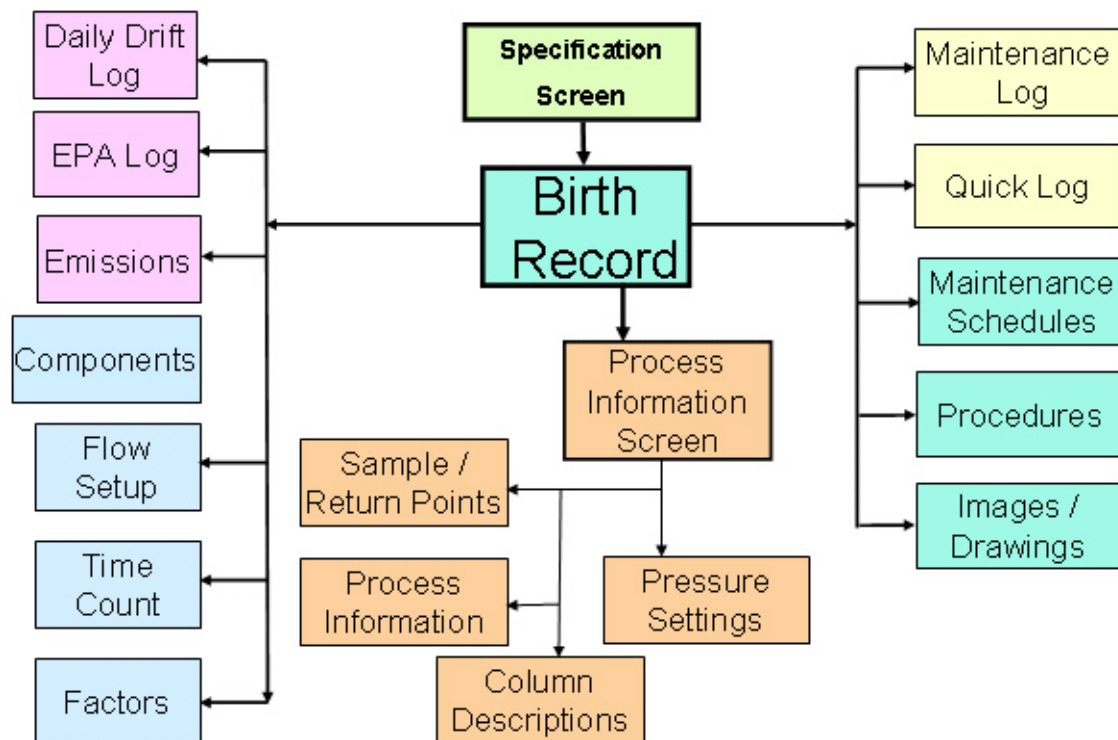 Daily Drift
Log
EPA Log
Emissions
Components
Flow
Setup
Time
Count
Factors
Specification
Screen
Birth
Record
Process
Information
Screen
Sample /
Return Points
Process
Information
Pressure
Settings
Column
Descriptions
Maintenance
Log
Quick Log
Maintenance
Schedules
Procedures
Images /
Drawings